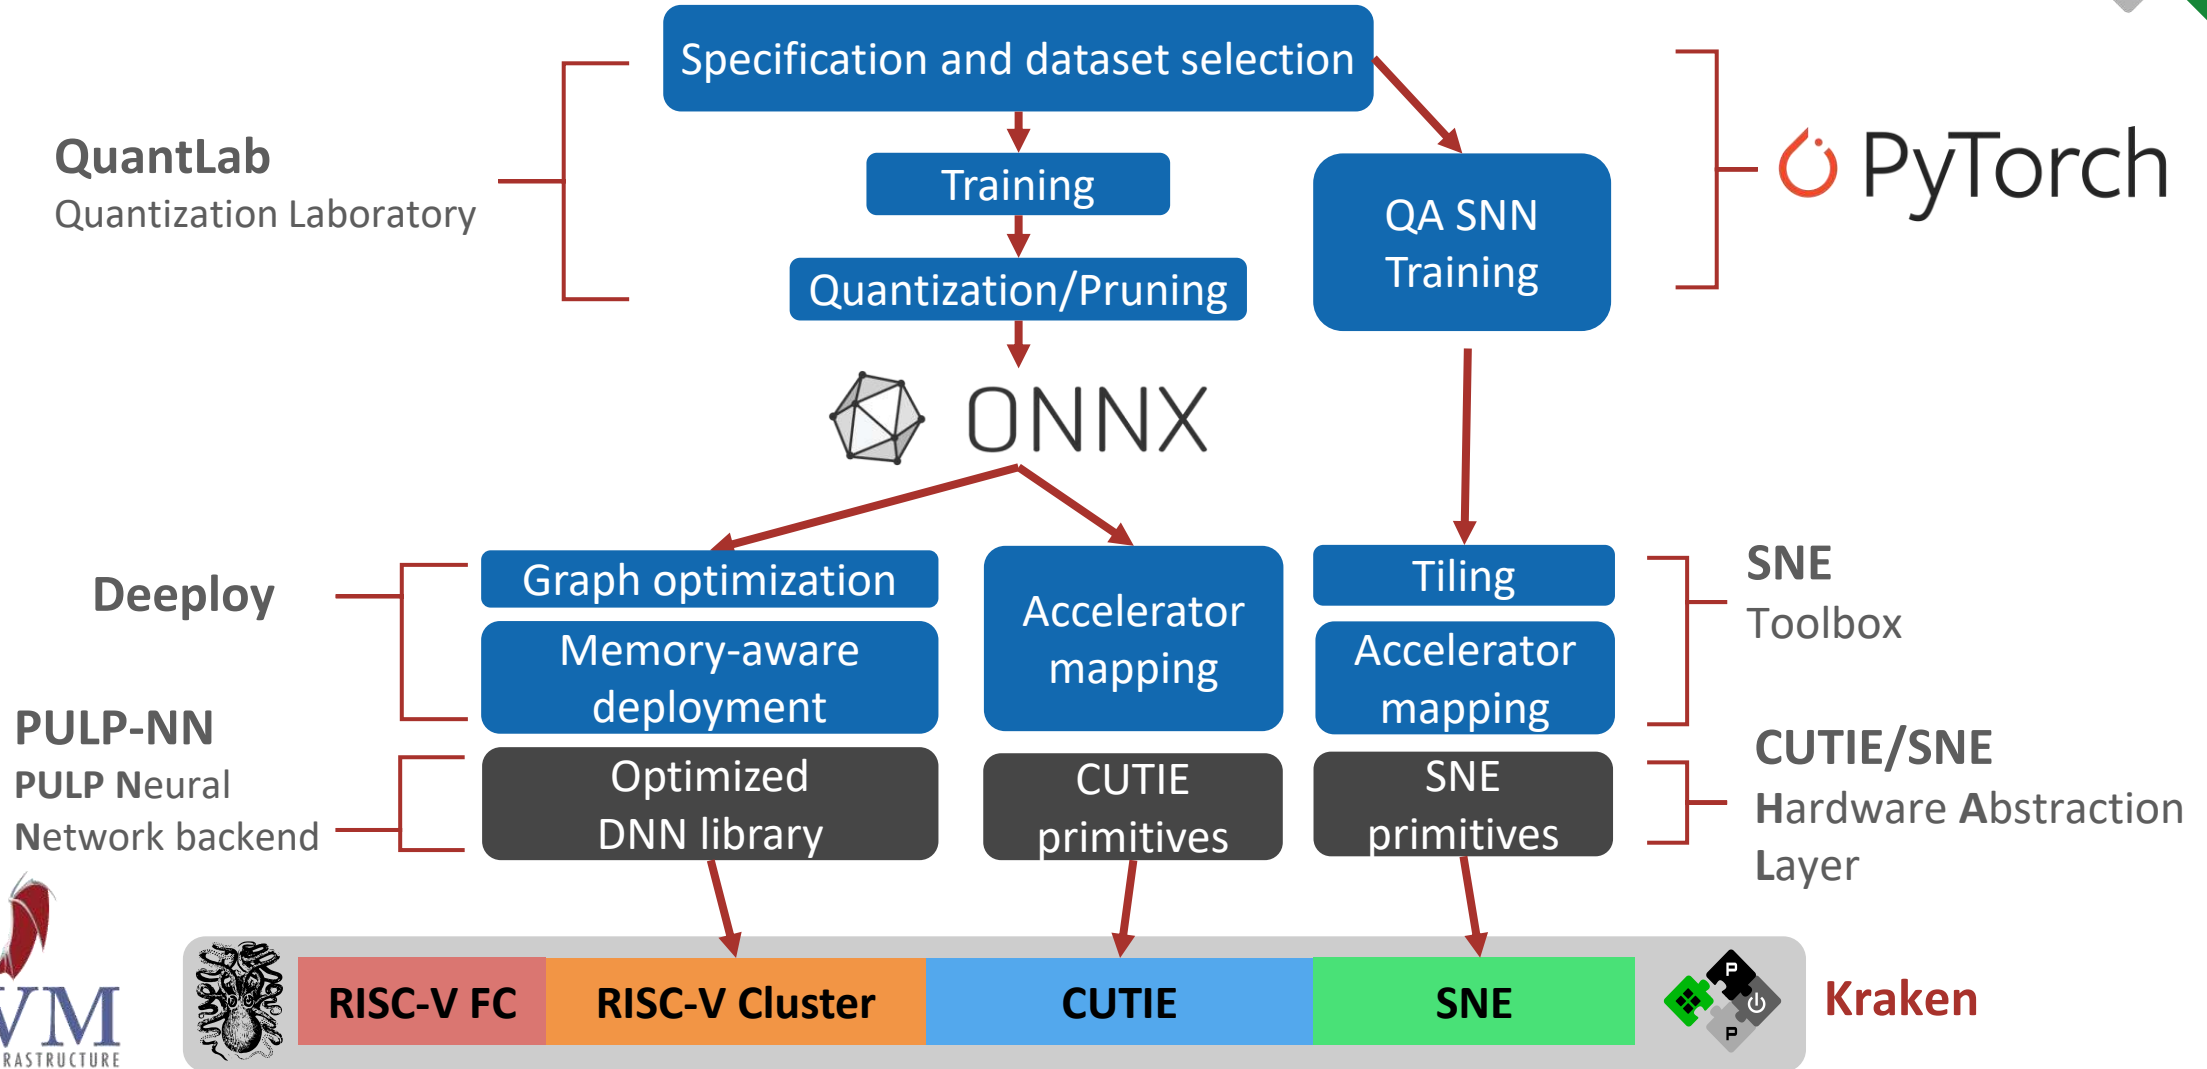 Specification and dataset selection
QuantLab
Quantization Laboratory
Training
Quantization/Pruning
QA SNN
Training
PyTorch
ONNX
Deeploy
Graph optimization
Memory-aware
deployment
Accelerator
mapping
Tiling
Accelerator
mapping
SNE
Toolbox
PULP-NN
PULP Neural
Network backend
Optimized
DNN library
CUTIE
primitives
SNE
primitives
CUTIE/SNE
Hardware Abstraction
Layer
RISC-V FC
RISC-V Cluster
CUTIE
SNE
P
P
Kraken